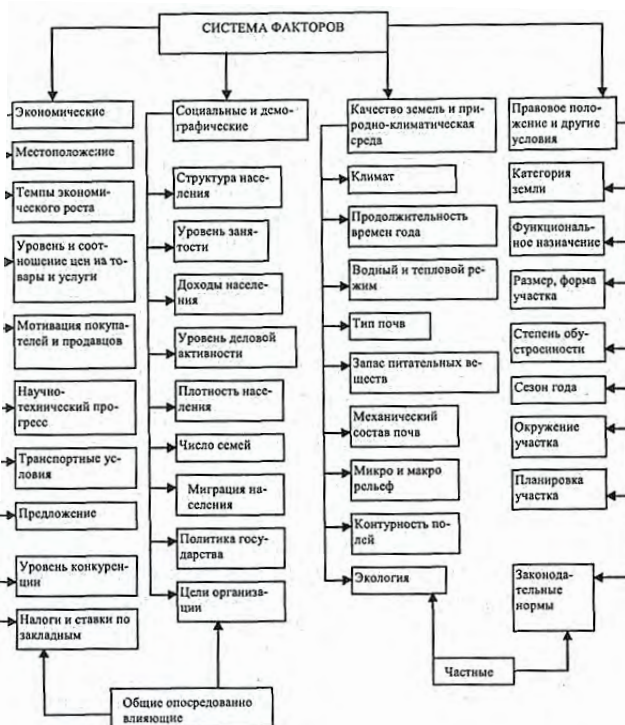 СИСТЕМА ФАКТОРОВ
Экономические
Местоположение
Темпы экономи-
ческого роста
Уровень и соот-
ношение цен на то-
вары и услуги
Мотивация покупа-
телей и продавцов
Научно-
технический про-
гресс
Транспортные ус-
ловия
Предложение
Уровень конкурен-
ции
Налоги и ставки по
закладным
Социальные и демо-
графические
Структура насе-
ления
Уровень заня-
тости
Доходы населе-
ния
Уровень деловой
активности
Плотность насе-
ления
Число семей
Миграция на-
селения
Политика госу-
дарства
Цели организа-
ции
Качество земель и при-
родно-климатическая
среда
Климат
Продолжительность
времен года
Водный и тепловой ре-
жим
Тип почв
Запас питательных ве-
ществ
Механический
состав почв
Микро и макро
рельеф
Контурность по-
лей
Экология
Правовое поло-
жение и другие
условия
Категория
земли
Функциональ-
ное назначение
Размер, форма
участка
Степень обу-
строенности
Сезон года
Окружение
участка
Планировка
участка
Законода-
тельные
нормы
Частные
Общие опосредованно
влияющие